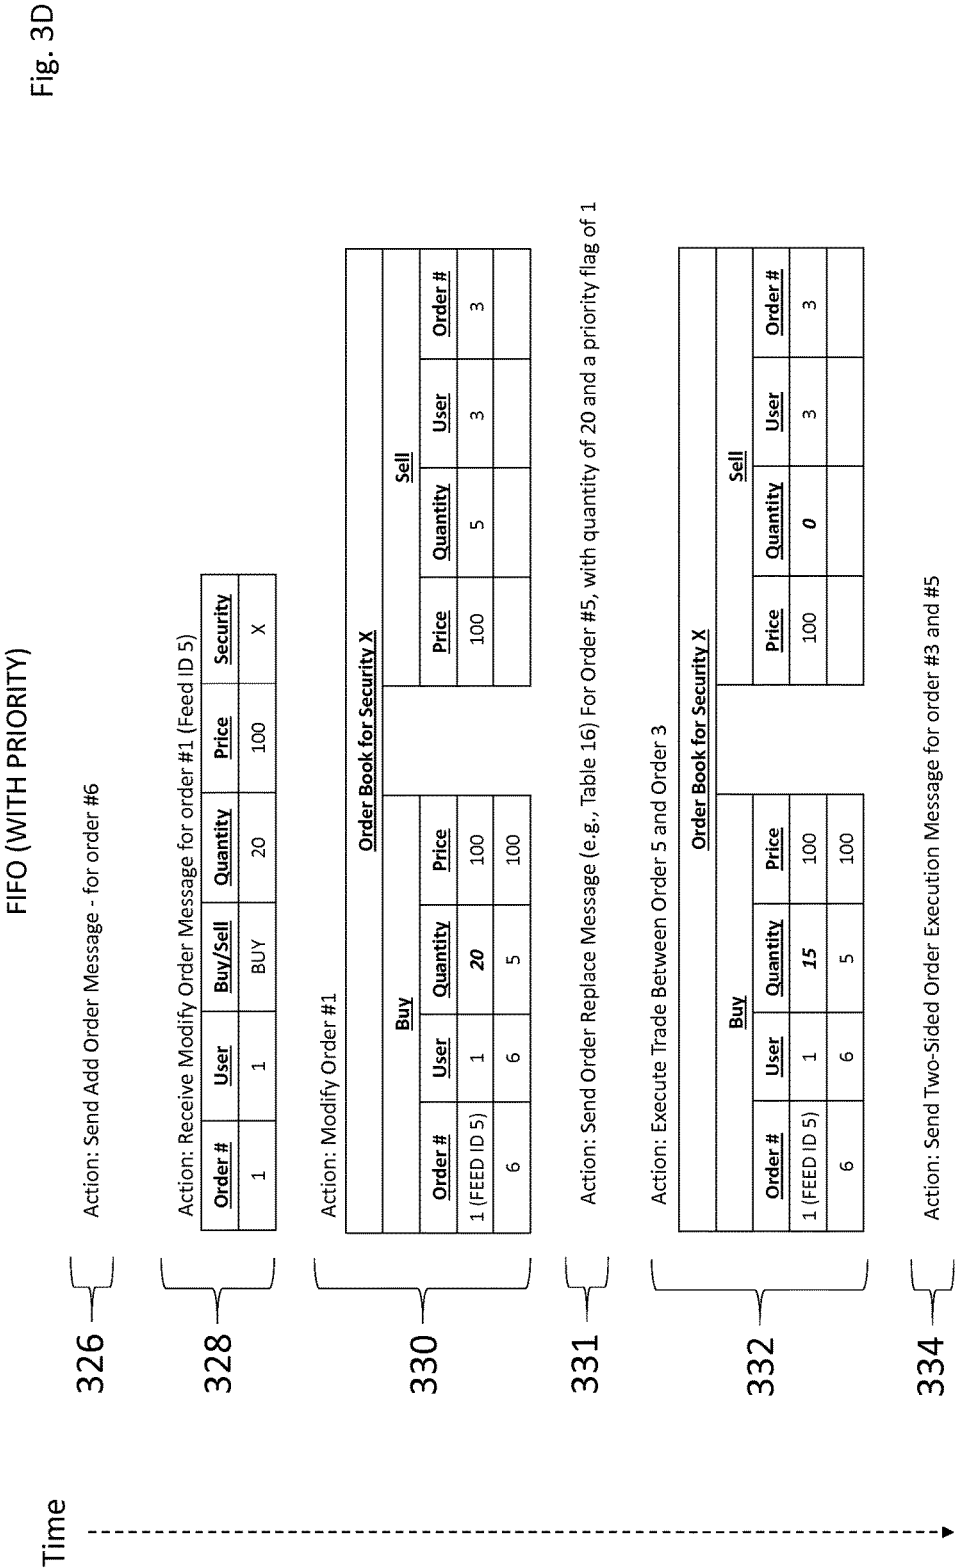 Fig. 3D
FIFO (WITH PRIORITY)
Time
326
Action: Send Add Order Message - for order #6
328
Action: Receive Modify Order Message for order #1 (Feed ID 5)
Order # User Buy/Sell Quantity Price Security
1 1 BUY 20 100 X
330
Action: Modify Order #1
Order Book for Security X
Buy Sell
Order # User Quantity Price Price Quantity User Order #
1 (FEED ID 5) 1 20 100 100 5 3 3
6 6 5 100
331
Action: Send Order Replace Message (e.g., Table 16) For Order #5, with quantity of 20 and a priority flag of 1
332
Action: Execute Trade Between Order 5 and Order 3
Order Book for Security X
Buy Sell
Order # User Quantity Price Price Quantity User Order #
1 (FEED ID 5) 1 15 100 100 0 3 3
6 6 5 100
334
Action: Send Two-Sided Order Execution Message for order #3 and #5